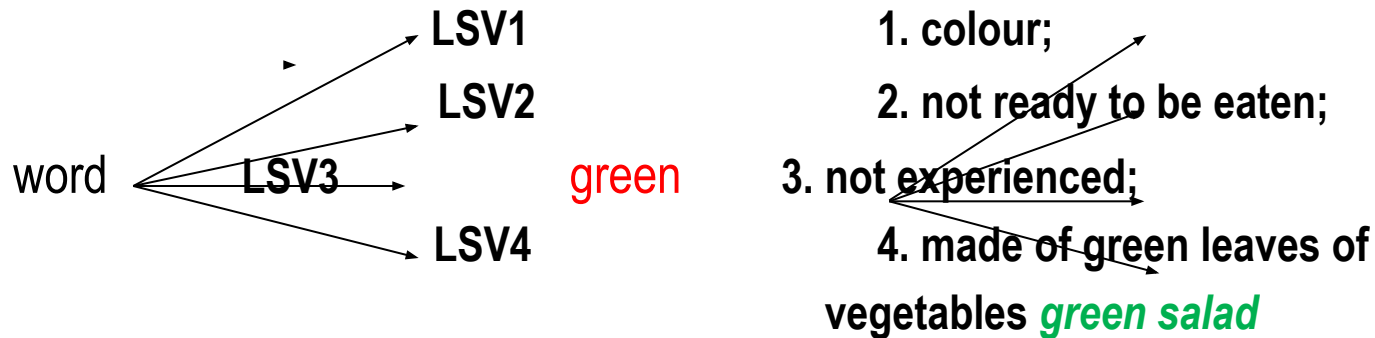 LSV1 1. colour;
LSV2 2. not ready to be eaten;
word LSV3 green 3. not experienced;
LSV4 4. made of green leaves of
vegetables green salad